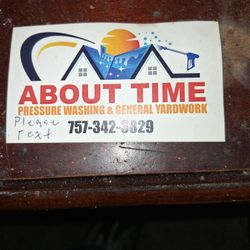 ABOUT TIME
PRESSURE WASHING & GENERAL YARDWORK
Please
Text
757-342-3829